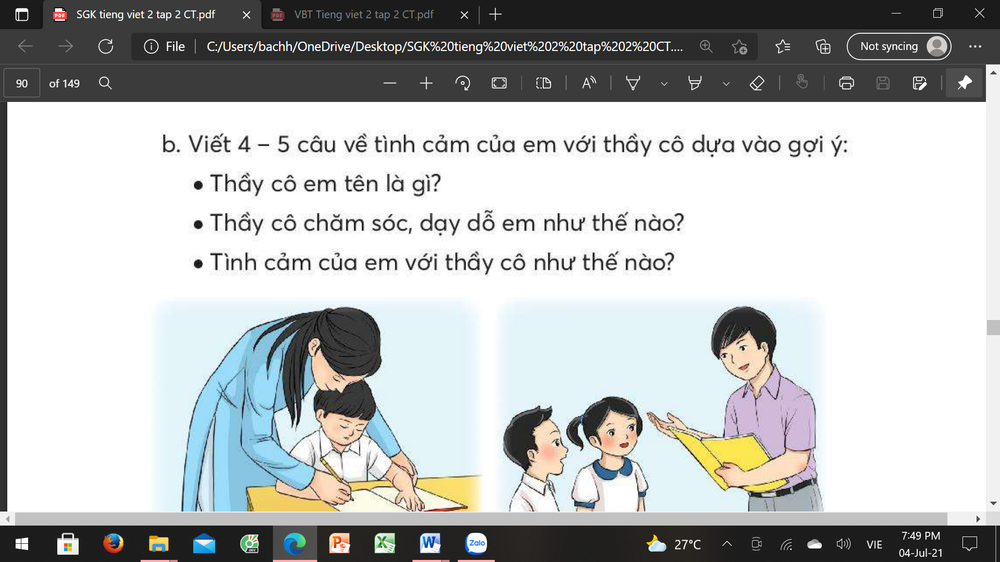 SGK tieng viet 2 tap 2 CT.pdf
VBT Tieng viet 2 tap 2 CT.pdf
File
C:/Users/bachh/OneDrive/Desktop/SGK%20tieng%20viet%202%20tap%202%20CT....
Not syncing
90 of 149
b. Viết 4 – 5 câu về tình cảm của em với thầy cô dựa vào gợi ý:
• Thầy cô em tên là gì?
• Thầy cô chăm sóc, dạy dỗ em như thế nào?
• Tình cảm của em với thầy cô như thế nào?
DEV
Zalo
27°C
VIE
7:49 PM
04-Jul-21